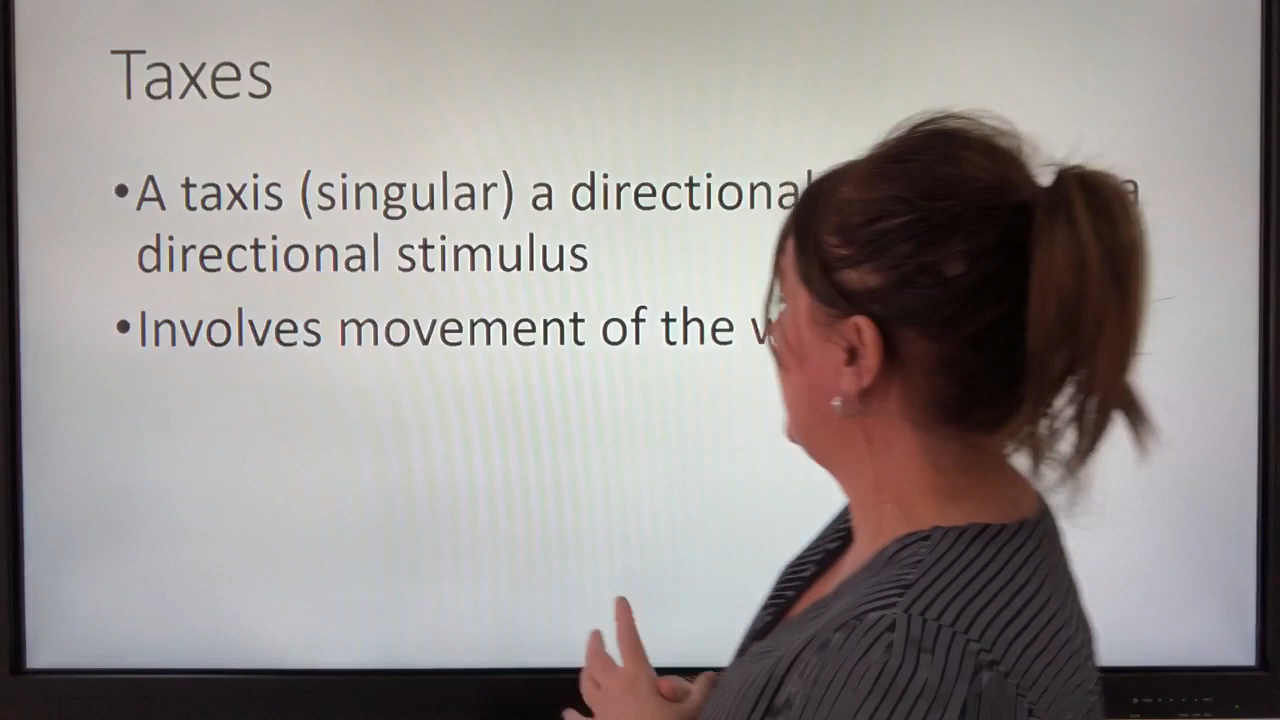 Taxes
•A taxis (singular) a directional a
directional stimulus
•Involves movement of the